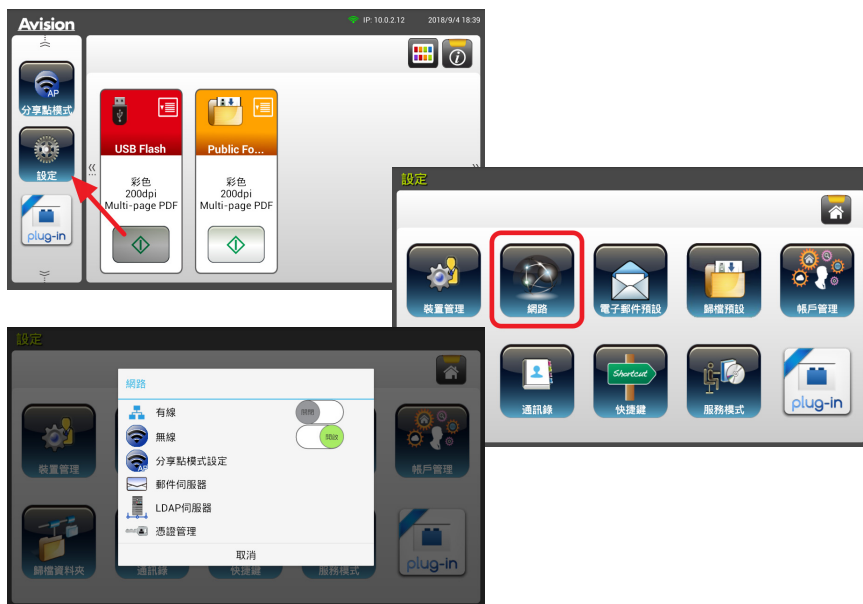 Avision
IP: 10.0.2.12 2018/9/4 18:39
AP
分享點模式
設定
plug-in
USB Flash
彩色
200dpi
Multi-page PDF
Public Fo...
彩色
200dpi
Multi-page PDF
設定
裝置管理
網路
電子郵件預設
歸檔預設
帳戶管理
通訊錄
Shortcut
快捷鍵
服務模式
plug-in
設定
網路
有線
關閉
無線
開啟
AP
分享點模式設定
郵件伺服器
LDAP伺服器
憑證管理
取消
裝置管理
帳戶管理
歸檔資料夾
通訊錄
快捷鍵
服務模式
plug-in